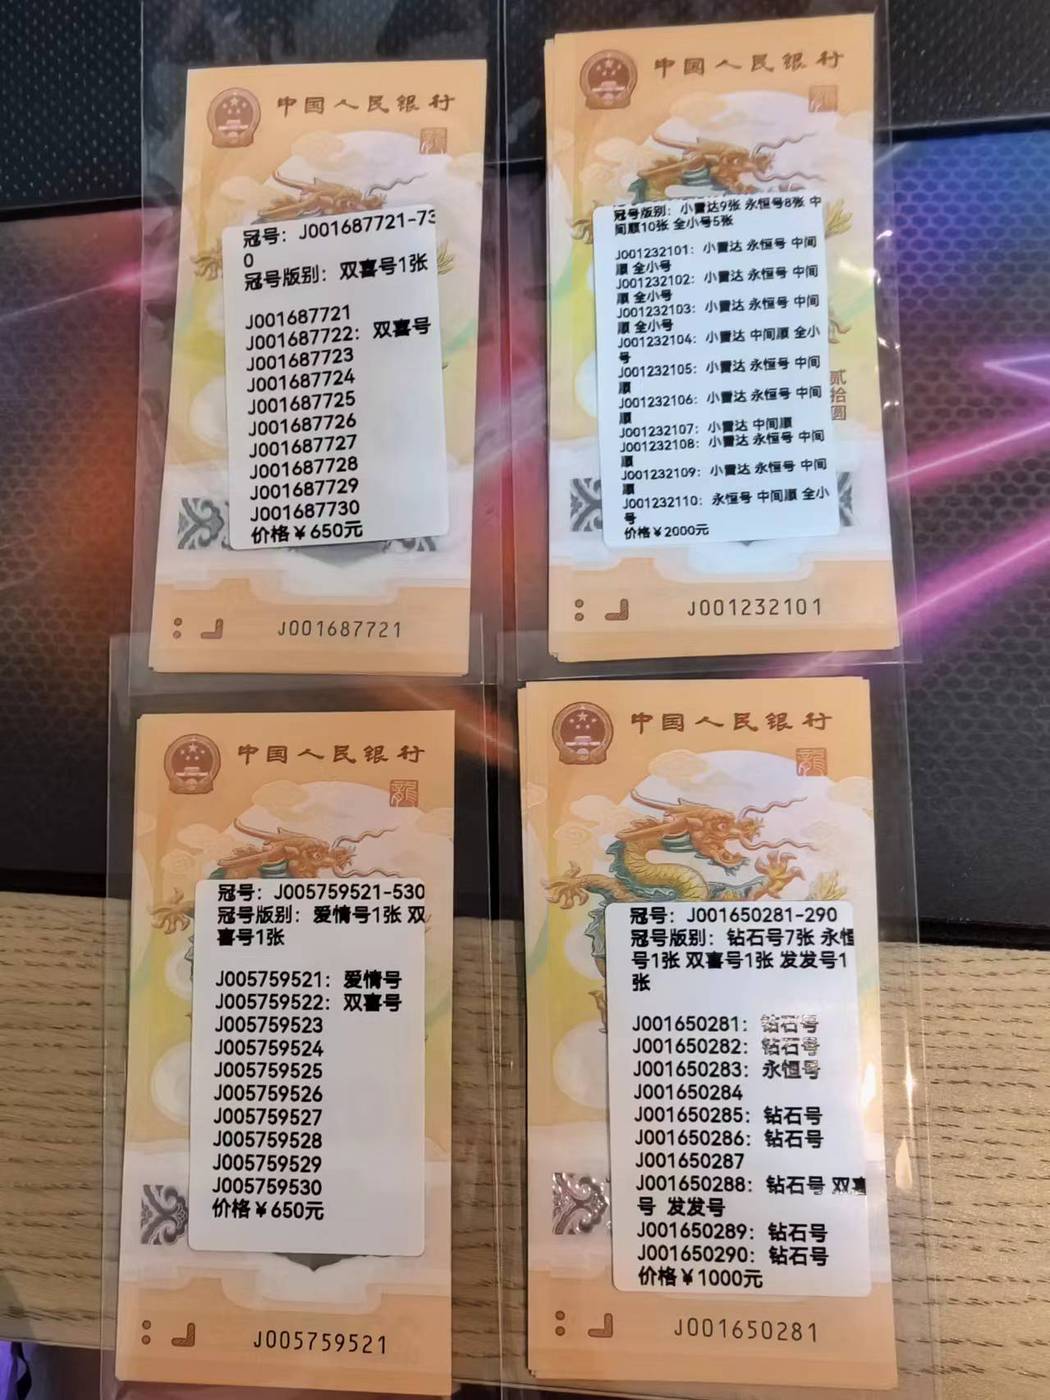 中国人民银行
龍
冠号：J001687721-73
0
冠号版别：双喜号1张
J001687721
J001687722：双喜号
J001687723
J001687724
J001687725
J001687726
J001687727
J001687728
J001687729
J001687730
价格￥650元
J001687721
中国人民银行
龍
冠号版别：小雷达9张 永恒号8张 中
间顺10张 全小号5张
J001232101：小雷达 永恒号 中间
顺 全小号
J001232102：小雷达 永恒号 中间
顺 全小号
J001232103：小雷达 永恒号 中间
顺 全小号
J001232104：小雷达 中间顺 全小
号
J001232105：小雷达 永恒号 中间
顺
J001232106：小雷达 永恒号 中间
顺
J001232107：小雷达 中间顺
J001232108：小雷达 永恒号 中间
顺
J001232109：小雷达 永恒号 中间
顺
J001232110：永恒号 中间顺 全小
号
价格￥2000元
贰拾圆
J001232101
中国人民银行
龍
冠号：J005759521-530
冠号版别：爱情号1张 双
喜号1张
J005759521：爱情号
J005759522：双喜号
J005759523
J005759524
J005759525
J005759526
J005759527
J005759528
J005759529
J005759530
价格￥650元
J005759521
中国人民银行
龍
冠号：J001650281-290
冠号版别：钻石号7张 永恒
号1张 双喜号1张 发发号1
张
J001650281：钻石号
J001650282：钻石号
J001650283：永恒号
J001650284
J001650285：钻石号
J001650286：钻石号
J001650287
J001650288：钻石号 双喜
号 发发号
J001650289：钻石号
J001650290：钻石号
价格￥1000元
J001650281